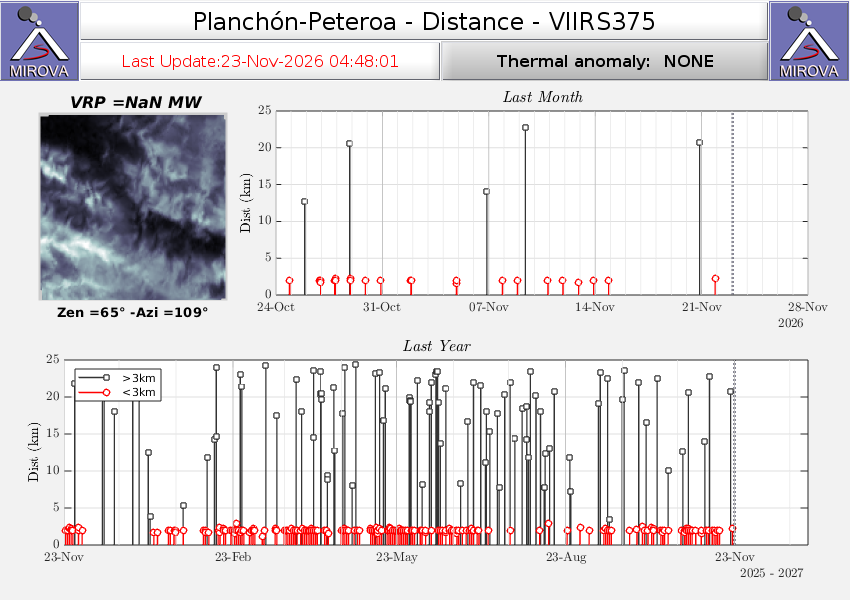 MIROVA
Planchón-Peteroa - Distance - VIIRS375
MIROVA
Last Update:23-Nov-2026 04:48:01
Thermal anomaly: NONE
VRP =NaN MW
Zen =65° -Azi =109°
Last Month
Dist (km)
25
20
15
10
5
0
24-Oct
31-Oct
07-Nov
14-Nov
21-Nov
28-Nov
2026
Last Year
Dist (km)
25
20
15
10
5
0
>3km
<3km
23-Nov
23-Feb
23-May
23-Aug
23-Nov
2025 - 2027